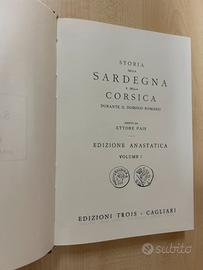 STORIA
DELLA
SARDEGNA
E DELLA
CORSICA
DURANTE IL DOMINIO ROMANO
ETTORE PAIS
EDIZIONE ANASTATICA
VOLUME I
EDIZIONI TROIS - CAGLIARI
subito